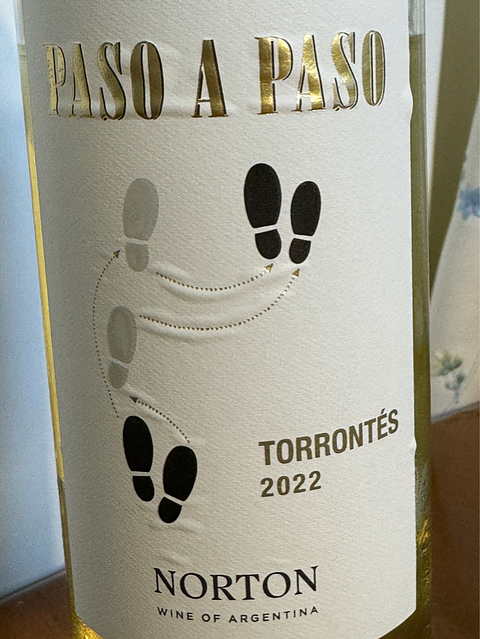 PASO A PASO
TORRONTÉS
2022
NORTON
WINE OF ARGENTINA